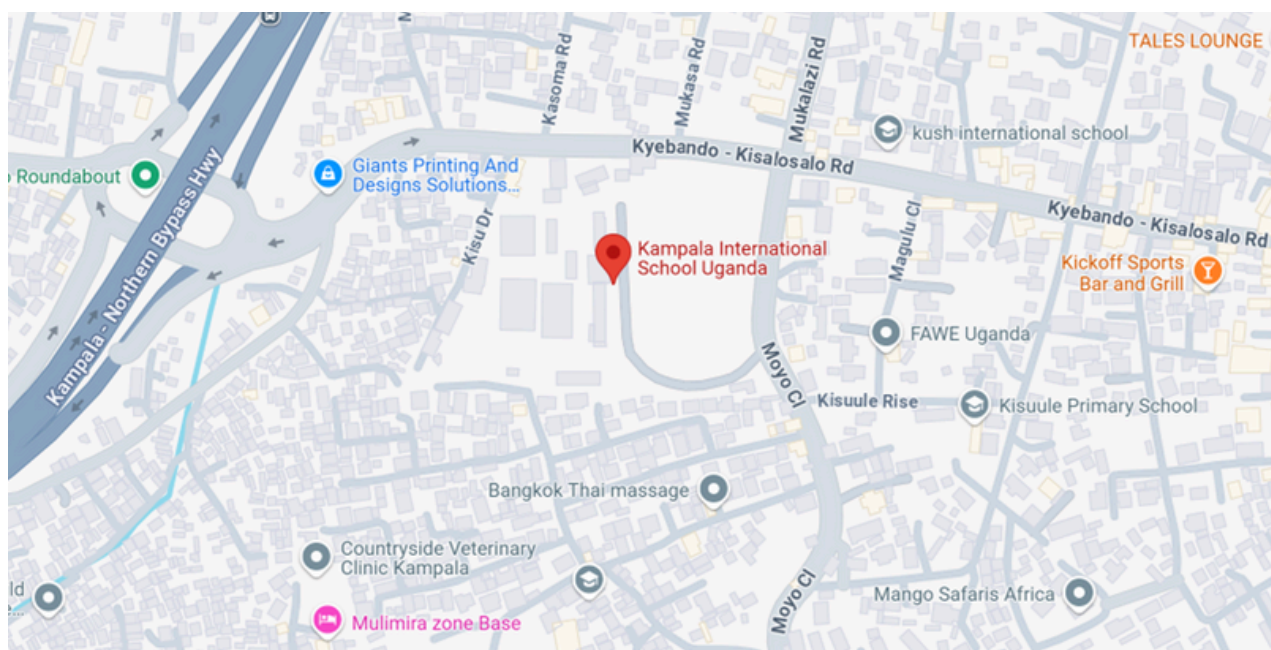 TALES LOUNGE
Kasoma Rd
Mukasa Rd
Mukalazi Rd
kush international school
Kyebando - Kisalosalo Rd
o Roundabout
Giants Printing And
Designs Solutions...
Kampala - Northern Bypass Hwy
Kisu Dr
Magulu Cl
Kyebando - Kisalosalo Rd
Kampala International
School Uganda
Kickoff Sports
Bar and Grill
FAWE Uganda
Moyo Cl
Kisuule Rise
Kisuule Primary School
Bangkok Thai massage
Countryside Veterinary
Clinic Kampala
ld
e...
Moyo Cl
Mango Safaris Africa
Mulimira zone Base